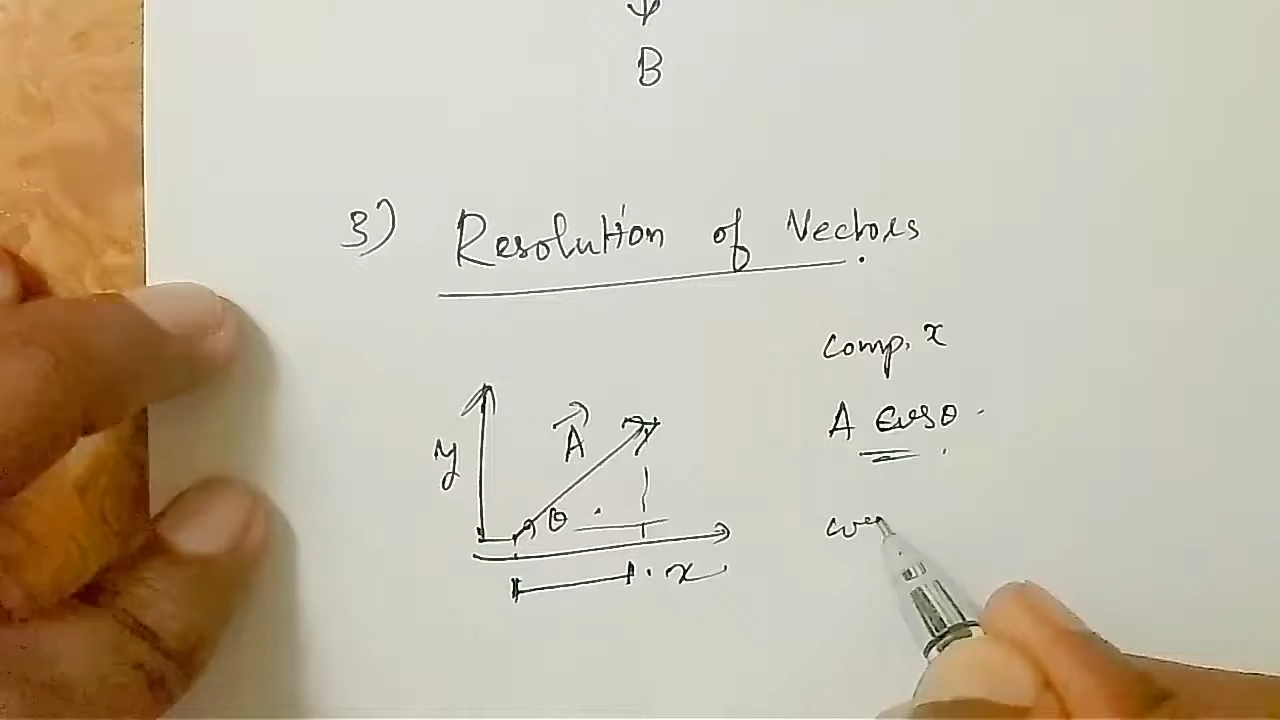 B
3) Resolution of Vectors
comp. x
y
A
A cosθ
θ
x